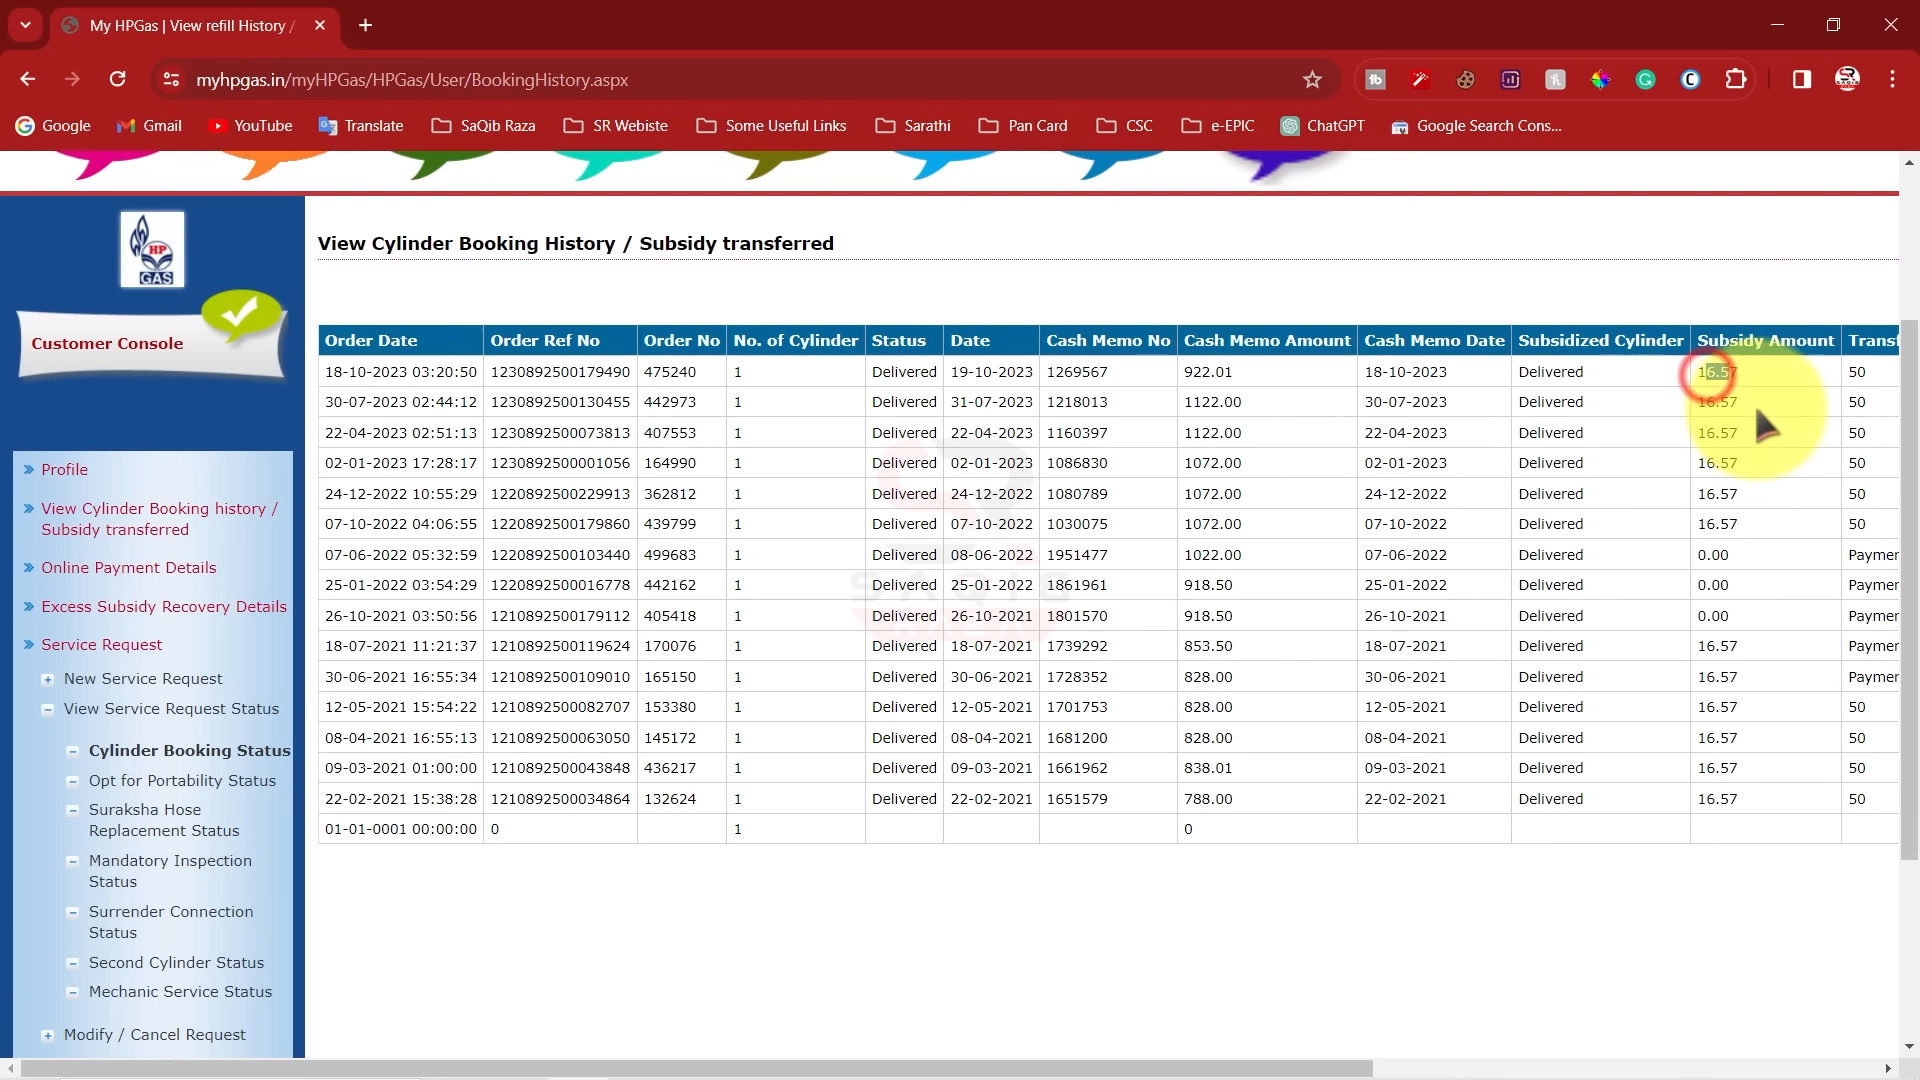 My HPGas | View refill History /
myhpgas.in/myHPGas/HPGas/User/BookingHistory.aspx
Google Gmail YouTube Translate SaQib Raza SR Webiste Some Useful Links Sarathi Pan Card CSC e-EPIC ChatGPT Google Search Cons...
HP
GAS
Customer Console
Profile
View Cylinder Booking history /
Subsidy transferred
Online Payment Details
Excess Subsidy Recovery Details
Service Request
New Service Request
View Service Request Status
Cylinder Booking Status
Opt for Portability Status
Suraksha Hose
Replacement Status
Mandatory Inspection
Status
Surrender Connection
Status
Second Cylinder Status
Mechanic Service Status
Modify / Cancel Request
View Cylinder Booking History / Subsidy transferred
Order Date Order Ref No Order No No. of Cylinder Status Date Cash Memo No Cash Memo Amount Cash Memo Date Subsidized Cylinder Subsidy Amount Transf
18-10-2023 03:20:50 1230892500179490 475240 1 Delivered 19-10-2023 1269567 922.01 18-10-2023 Delivered 16.57 50
30-07-2023 02:44:12 1230892500130455 442973 1 Delivered 31-07-2023 1218013 1122.00 30-07-2023 Delivered 16.57 50
22-04-2023 02:51:13 1230892500073813 407553 1 Delivered 22-04-2023 1160397 1122.00 22-04-2023 Delivered 16.57 50
02-01-2023 17:28:17 1230892500001056 164990 1 Delivered 02-01-2023 1086830 1072.00 02-01-2023 Delivered 16.57 50
24-12-2022 10:55:29 1220892500229913 362812 1 Delivered 24-12-2022 1080789 1072.00 24-12-2022 Delivered 16.57 50
07-10-2022 04:06:55 1220892500179860 439799 1 Delivered 07-10-2022 1030075 1072.00 07-10-2022 Delivered 16.57 50
07-06-2022 05:32:59 1220892500103440 499683 1 Delivered 08-06-2022 1951477 1022.00 07-06-2022 Delivered 0.00 Paymer
25-01-2022 03:54:29 1220892500016778 442162 1 Delivered 25-01-2022 1861961 918.50 25-01-2022 Delivered 0.00 Paymer
26-10-2021 03:50:56 1210892500179112 405418 1 Delivered 26-10-2021 1801570 918.50 26-10-2021 Delivered 0.00 Paymer
18-07-2021 11:21:37 1210892500119624 170076 1 Delivered 18-07-2021 1739292 853.50 18-07-2021 Delivered 16.57 Paymer
30-06-2021 16:55:34 1210892500109010 165150 1 Delivered 30-06-2021 1728352 828.00 30-06-2021 Delivered 16.57 Paymer
12-05-2021 15:54:22 1210892500082707 153380 1 Delivered 12-05-2021 1701753 828.00 12-05-2021 Delivered 16.57 50
08-04-2021 16:55:13 1210892500063050 145172 1 Delivered 08-04-2021 1681200 828.00 08-04-2021 Delivered 16.57 50
09-03-2021 01:00:00 1210892500043848 436217 1 Delivered 09-03-2021 1661962 838.01 09-03-2021 Delivered 16.57 50
22-02-2021 15:38:28 1210892500034864 132624 1 Delivered 22-02-2021 1651579 788.00 22-02-2021 Delivered 16.57 50
01-01-0001 00:00:00 0 1 0